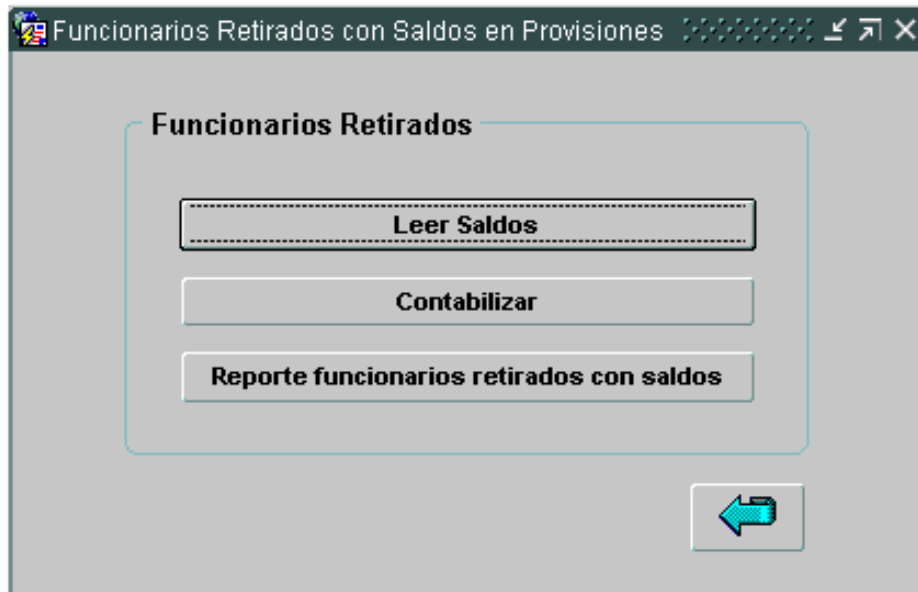 Funcionarios Retirados con Saldos en Provisiones
Funcionarios Retirados
Leer Saldos
Contabilizar
Reporte funcionarios retirados con saldos